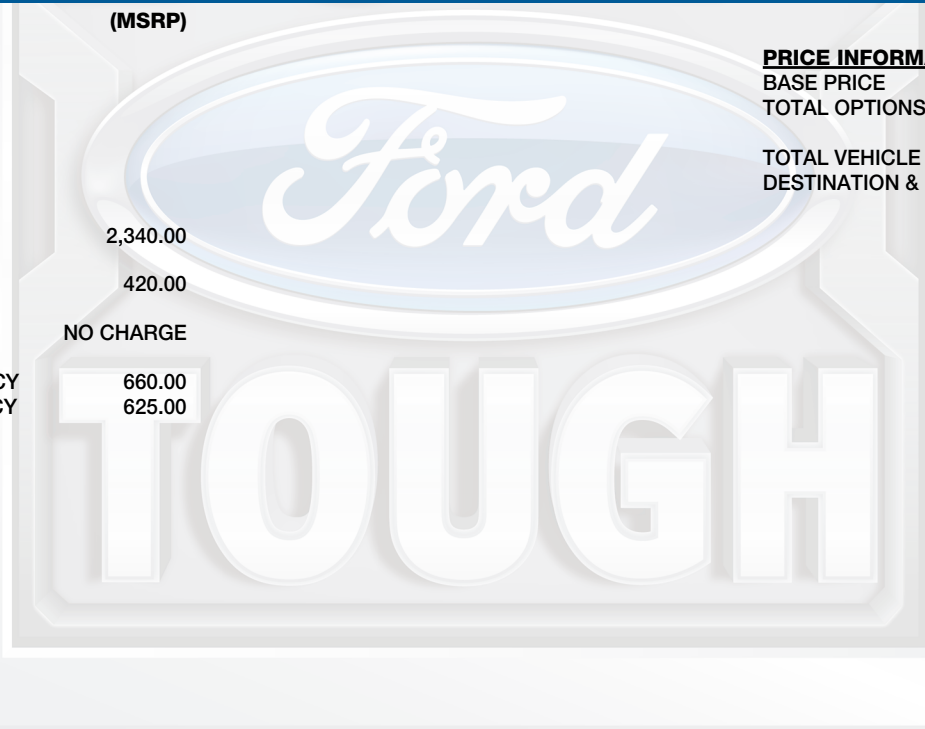 (MSRP)
PRICE INFORM
BASE PRICE
TOTAL OPTIONS
TOTAL VEHICLE
DESTINATION &
2,340.00
420.00
NO CHARGE
CY 660.00
CY 625.00
Ford
TOUGH